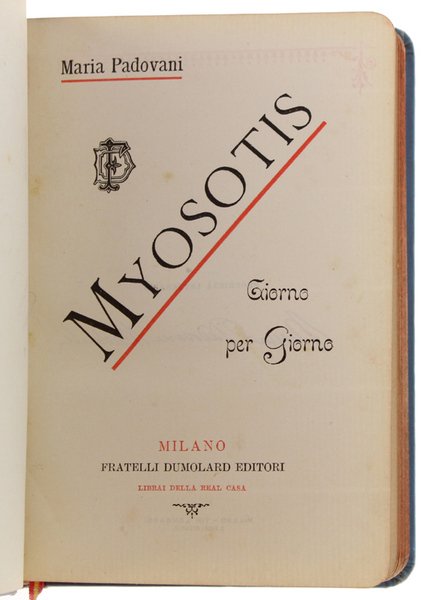 Maria Padovani
MYOSOTIS
Giorno
per Giorno
MILANO
FRATELLI DUMOLARD EDITORI
LIBRAI DELLA REAL CASA